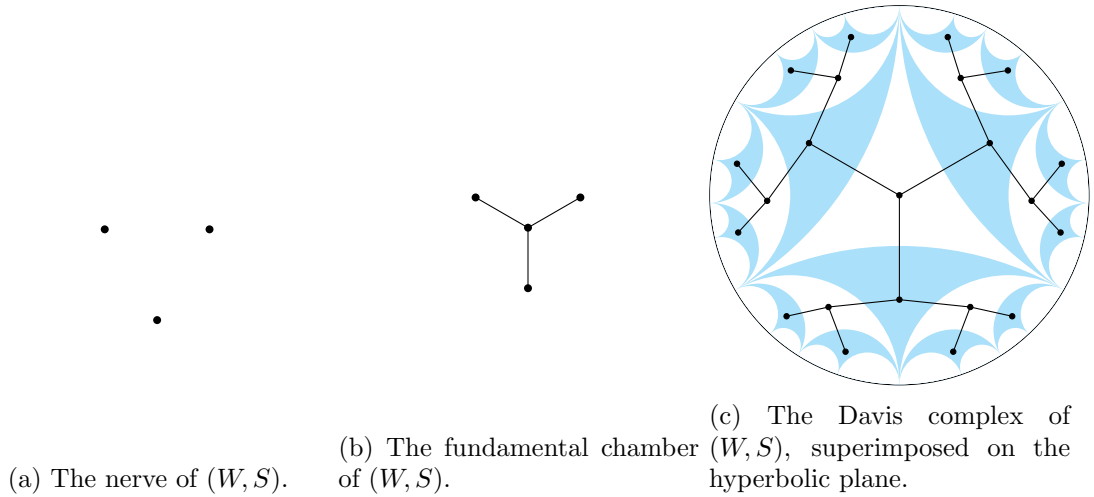 (a) The nerve of (W, S).
(b) The fundamental chamber
of (W, S).
(c) The Davis complex of
(W, S), superimposed on the
hyperbolic plane.